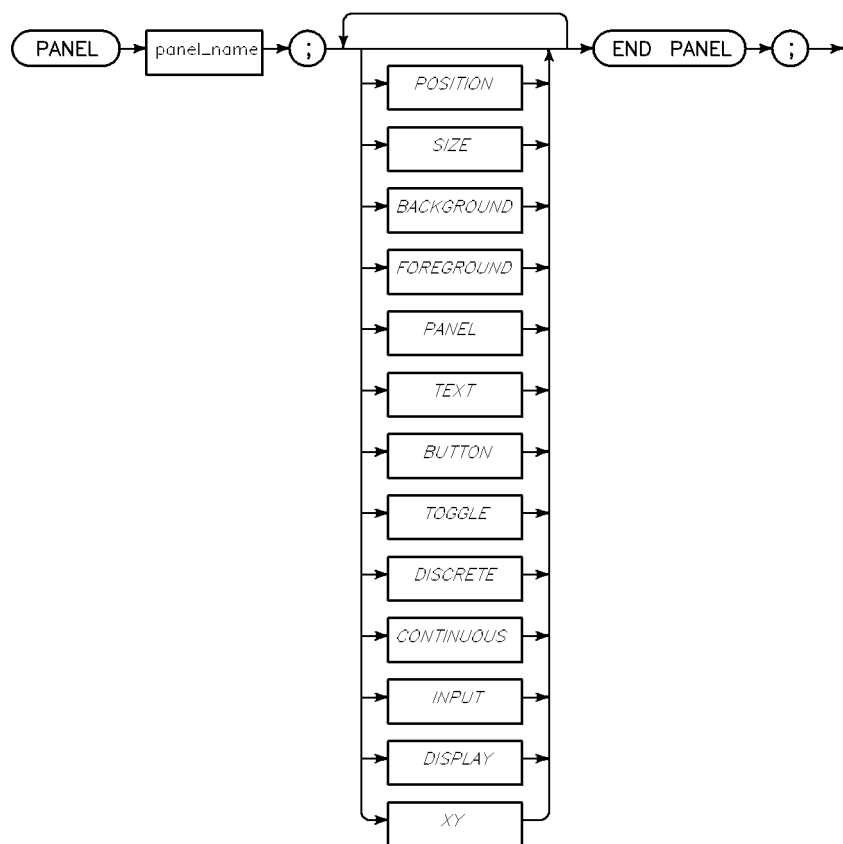 PANEL panel_name ; END PANEL ;
POSITION
SIZE
BACKGROUND
FOREGROUND
PANEL
TEXT
BUTTON
TOGGLE
DISCRETE
CONTINUOUS
INPUT
DISPLAY
XY